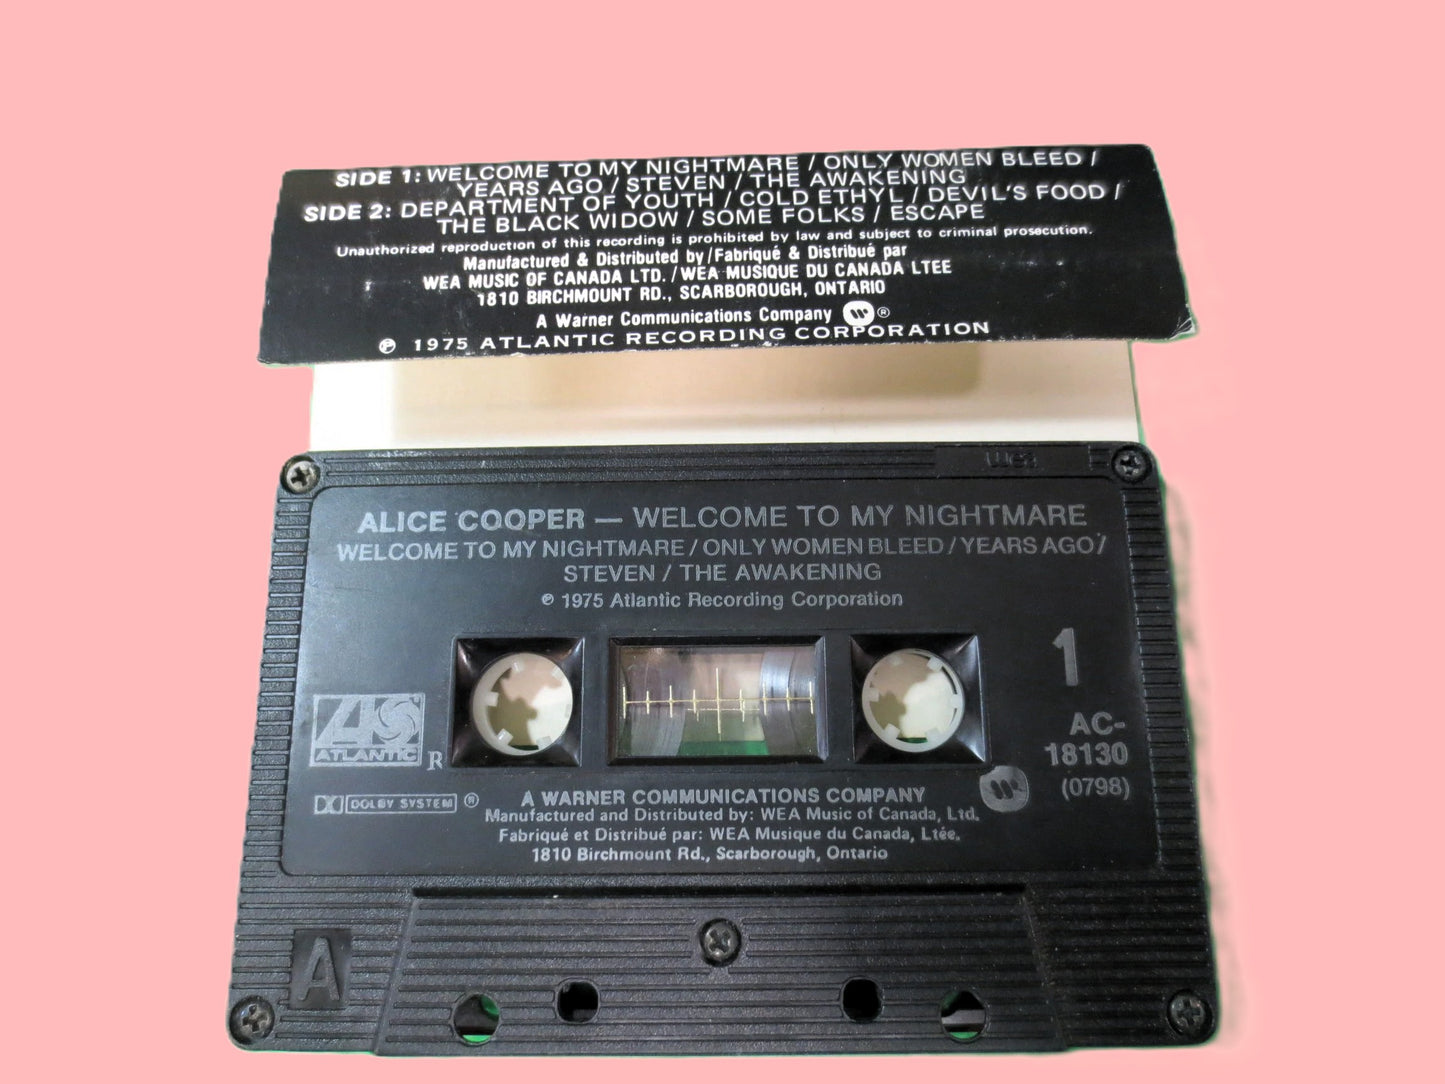 SIDE 1: WELCOME TO MY NIGHTMARE / ONLY WOMEN BLEED /
YEARS AGO / STEVEN / THE AWAKENING
SIDE 2: DEPARTMENT OF YOUTH / COLD ETHYL / DEVIL'S FOOD /
THE BLACK WIDOW / SOME FOLKS / ESCAPE
Unauthorized reproduction of this recording is prohibited by law and subject to criminal prosecution.
Manufactured & Distributed by / Fabriqué & Distribué par
WEA MUSIC OF CANADA LTD. / WEA MUSIQUE DU CANADA LTEE
1810 BIRCHMOUNT RD., SCARBOROUGH, ONTARIO
A Warner Communications Company W ®
℗ 1975 ATLANTIC RECORDING CORPORATION
wea
ALICE COOPER — WELCOME TO MY NIGHTMARE
WELCOME TO MY NIGHTMARE / ONLY WOMEN BLEED / YEARS AGO /
STEVEN / THE AWAKENING
℗ 1975 Atlantic Recording Corporation
1
AC-
18130
(0798)
ATLANTIC R
DOLBY SYSTEM ®
A WARNER COMMUNICATIONS COMPANY W
Manufactured and Distributed by: WEA Music of Canada, Ltd.
Fabriqué et Distribué par: WEA Musique du Canada, Ltée.
1810 Birchmount Rd., Scarborough, Ontario
A